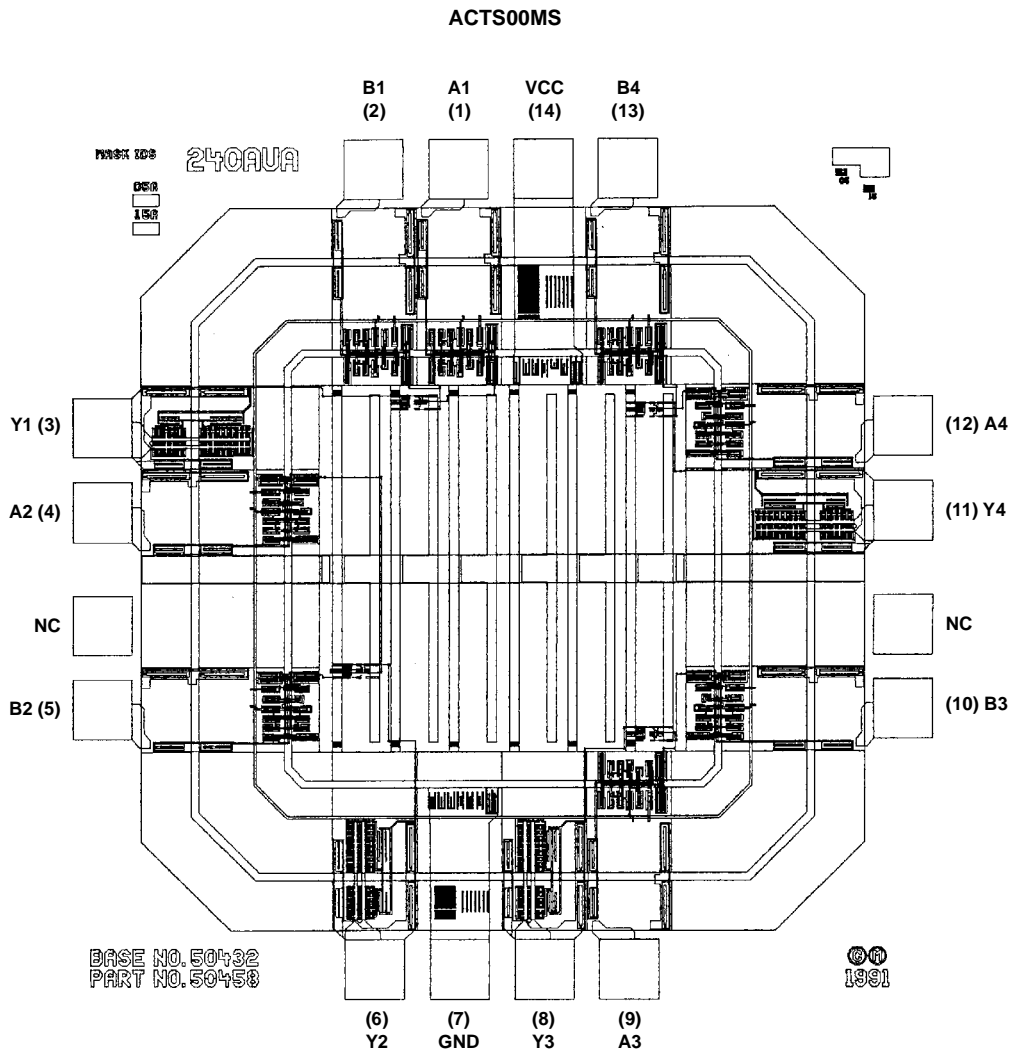 ACTS00MS
B1 A1 VCC B4
(2) (1) (14) (13)
MASK IDS
240AUA
05A
15A
Y1 (3)
(12) A4
A2 (4)
(11) Y4
NC
NC
B2 (5)
(10) B3
BASE NO. 50432
PART NO. 50458
1991
(6) (7) (8) (9)
Y2 GND Y3 A3